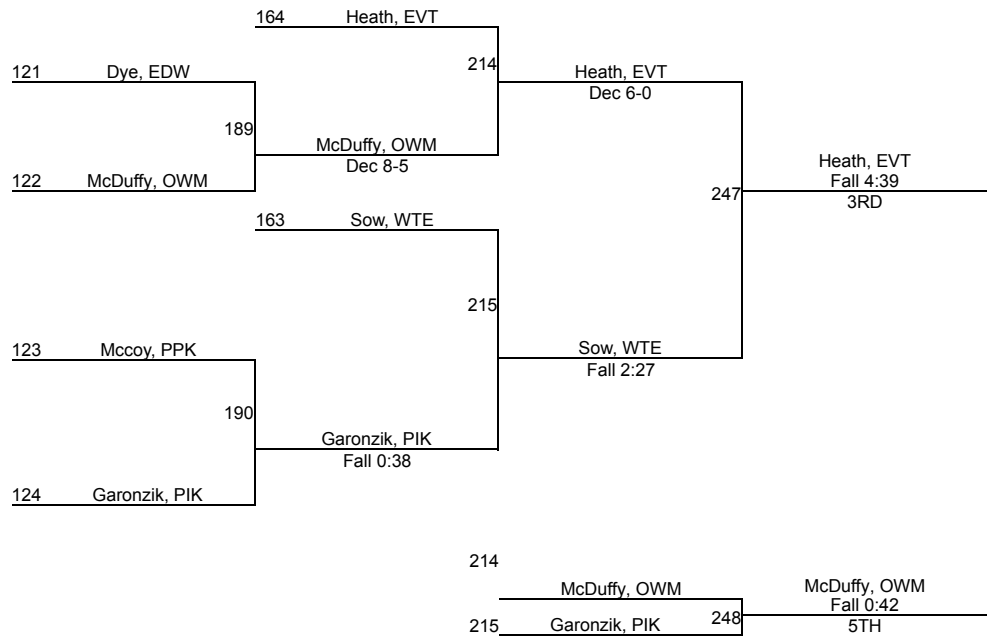 164 Heath, EVT
214
121 Dye, EDW
Heath, EVT
Dec 6-0
189
McDuffy, OWM
Dec 8-5
122 McDuffy, OWM
Heath, EVT
Fall 4:39
3RD
247
163 Sow, WTE
215
123 Mccoy, PPK
Sow, WTE
Fall 2:27
190
Garonzik, PIK
Fall 0:38
124 Garonzik, PIK
214
McDuffy, OWM
McDuffy, OWM
Fall 0:42
248
5TH
215 Garonzik, PIK